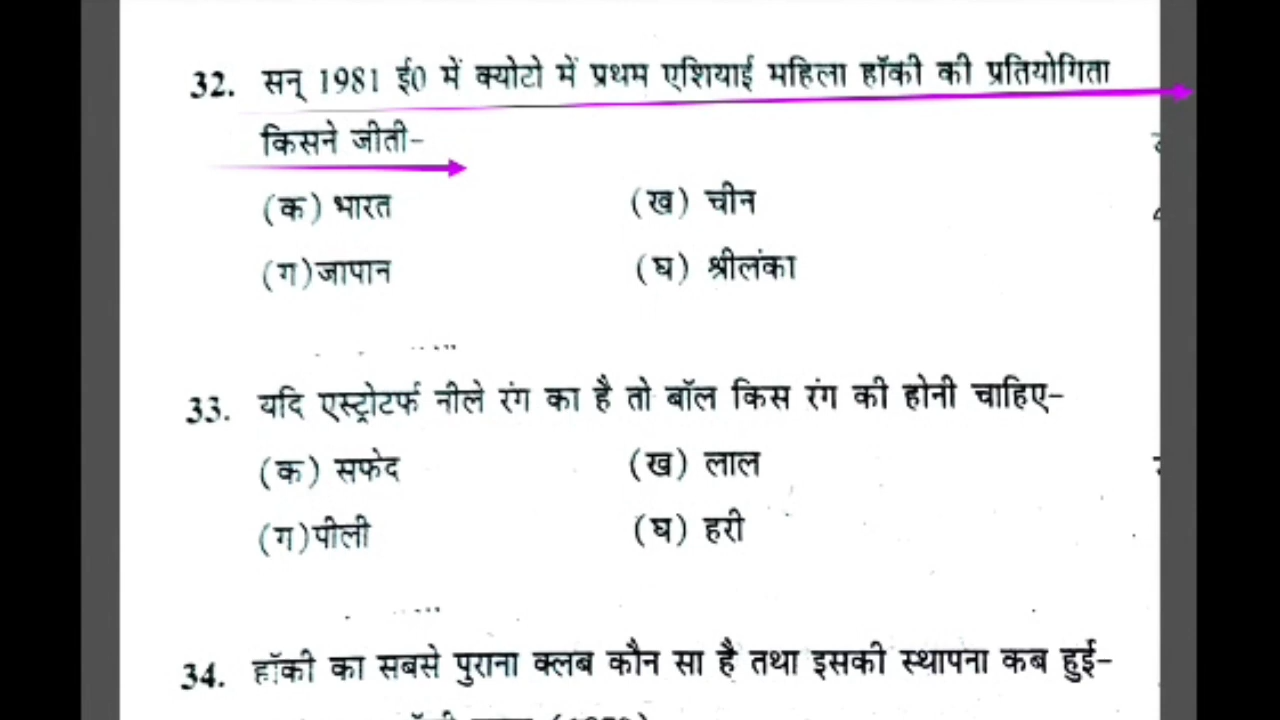 32. सन् 1981 ई0 में क्योटो में प्रथम एशियाई महिला हॉकी की प्रतियोगिता
किसने जीती-
(क) भारत (ख) चीन
(ग) जापान (घ) श्रीलंका
33. यदि एस्ट्रोटर्फ नीले रंग का है तो बॉल किस रंग की होनी चाहिए-
(क) सफेद (ख) लाल
(ग) पीली (घ) हरी
34. हॉकी का सबसे पुराना क्लब कौन सा है तथा इसकी स्थापना कब हुई-